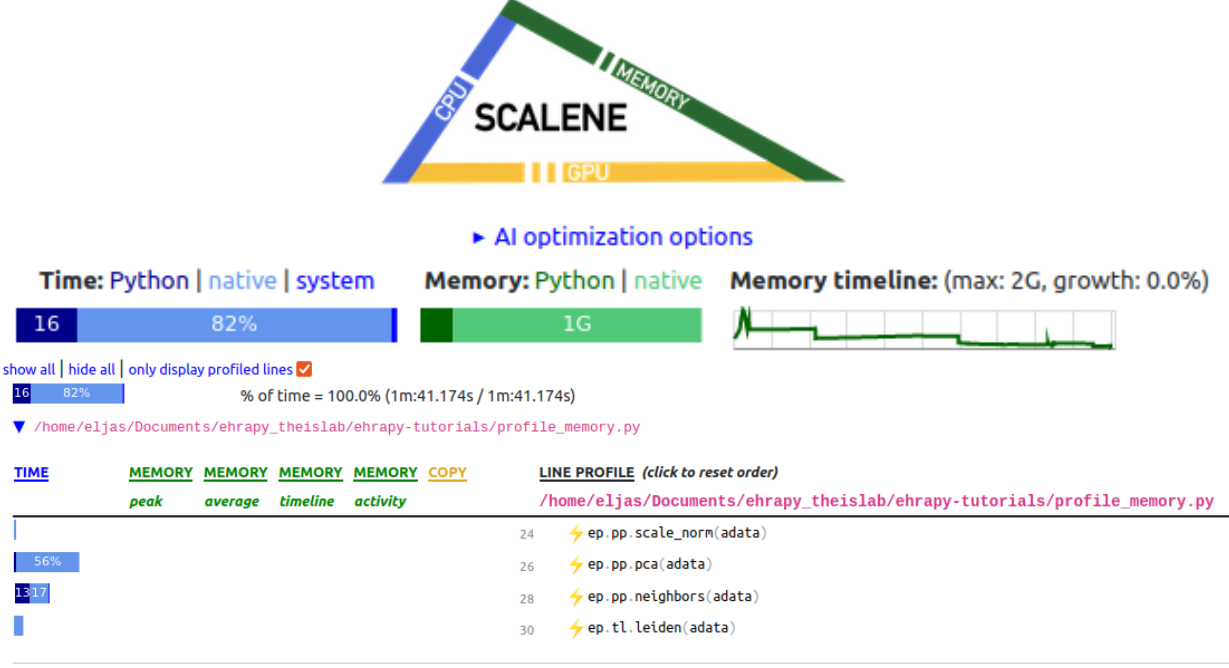 CPU
MEMORY
SCALENE
GPU
► AI optimization options
Time: Python | native | system
Memory: Python | native
Memory timeline: (max: 2G, growth: 0.0%)
16 82%
1G
show all | hide all | only display profiled lines
16 82% % of time = 100.0% (1m:41.174s / 1m:41.174s)
▼ /home/eljas/Documents/ehrapy_theislab/ehrapy-tutorials/profile_memory.py
TIME MEMORY MEMORY MEMORY MEMORY COPY LINE PROFILE (click to reset order)
peak average timeline activity /home/eljas/Documents/ehrapy_theislab/ehrapy-tutorials/profile_memory.py
24 ⚡ ep.pp.scale_norm(adata)
56% 26 ⚡ ep.pp.pca(adata)
13 17 28 ⚡ ep.pp.neighbors(adata)
30 ⚡ ep.tl.leiden(adata)